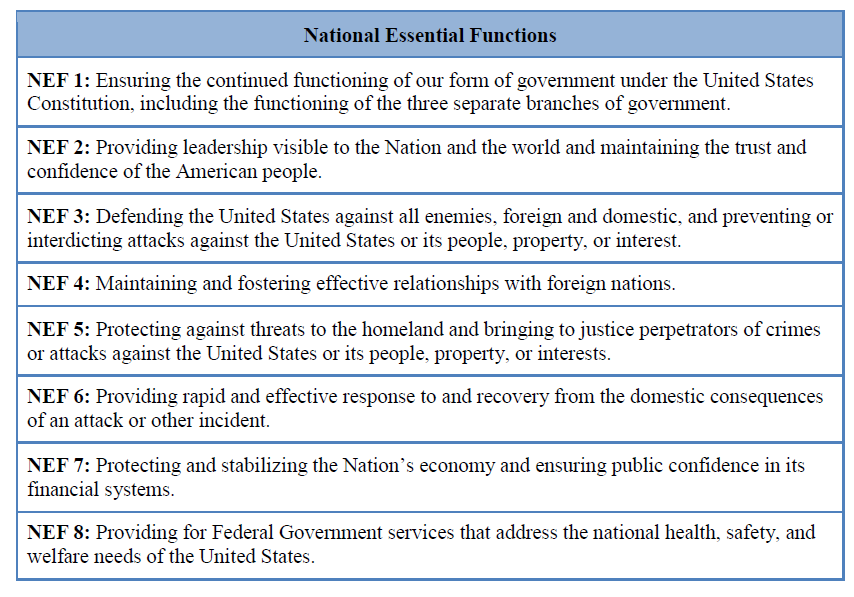 National Essential Functions
NEF 1: Ensuring the continued functioning of our form of government under the United States
Constitution, including the functioning of the three separate branches of government.
NEF 2: Providing leadership visible to the Nation and the world and maintaining the trust and
confidence of the American people.
NEF 3: Defending the United States against all enemies, foreign and domestic, and preventing or
interdicting attacks against the United States or its people, property, or interest.
NEF 4: Maintaining and fostering effective relationships with foreign nations.
NEF 5: Protecting against threats to the homeland and bringing to justice perpetrators of crimes
or attacks against the United States or its people, property, or interests.
NEF 6: Providing rapid and effective response to and recovery from the domestic consequences
of an attack or other incident.
NEF 7: Protecting and stabilizing the Nation’s economy and ensuring public confidence in its
financial systems.
NEF 8: Providing for Federal Government services that address the national health, safety, and
welfare needs of the United States.